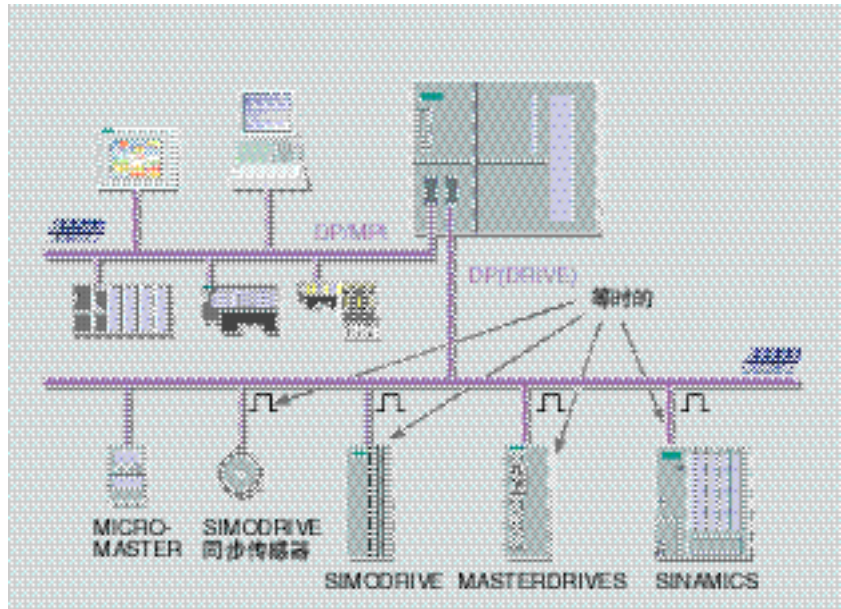 DP/MPI
DP(DRIVE)
等时的
MICRO-
MASTER
SIMODRIVE
同步传感器
SIMODRIVE
MASTERDRIVES
SINAMICS